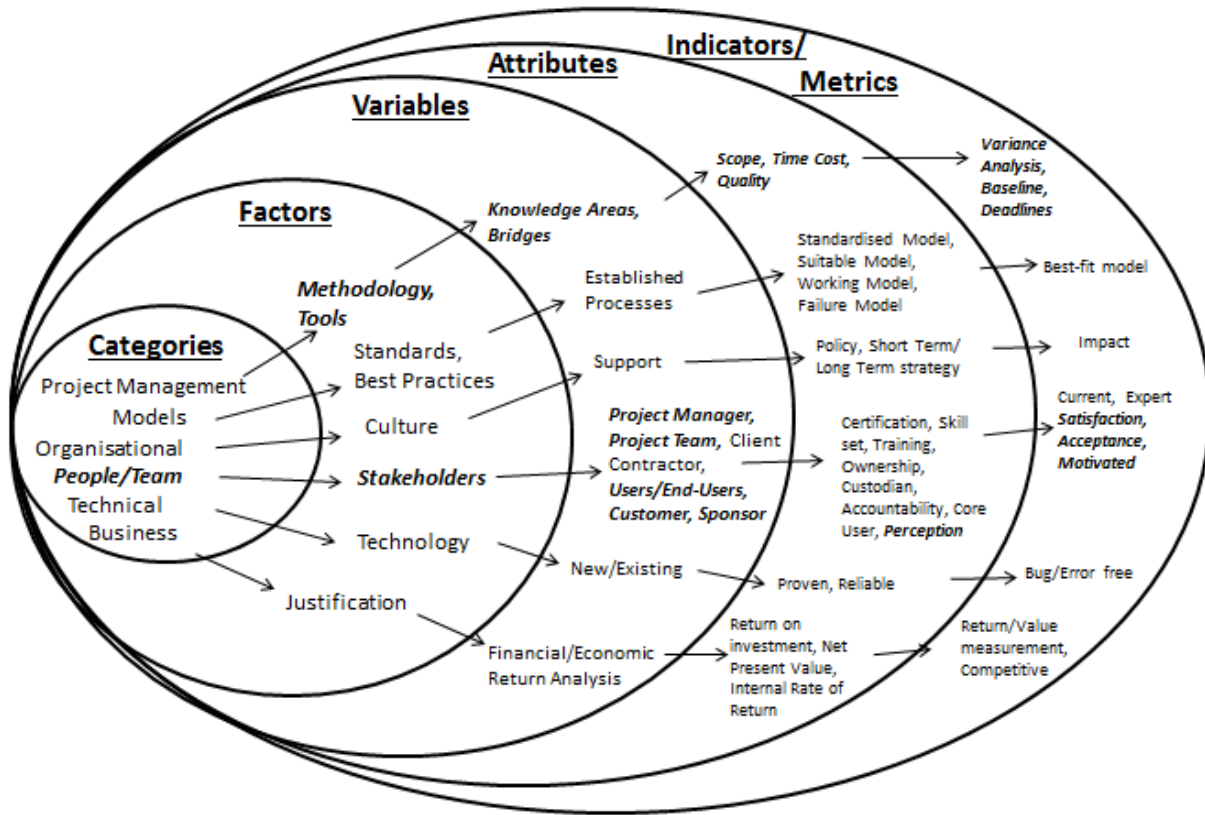 Indicators/
Metrics
Attributes
Variables
Factors
Categories
Project Management
Models
Organisational
People/Team
Technical
Business
Methodology,
Tools
Standards,
Best Practices
Culture
Stakeholders
Technology
Justification
Knowledge Areas,
Bridges
Established
Processes
Support
Project Manager,
Project Team, Client
Contractor,
Users/End-Users,
Customer, Sponsor
New/Existing
Financial/Economic
Return Analysis
Scope, Time Cost,
Quality
Standardised Model,
Suitable Model,
Working Model,
Failure Model
Policy, Short Term/
Long Term strategy
Certification, Skill
set, Training,
Ownership,
Custodian,
Accountability, Core
User, Perception
Proven, Reliable
Return on
investment, Net
Present Value,
Internal Rate of
Return
Variance
Analysis,
Baseline,
Deadlines
Best-fit model
Impact
Current, Expert
Satisfaction,
Acceptance,
Motivated
Bug/Error free
Return/Value
measurement,
Competitive